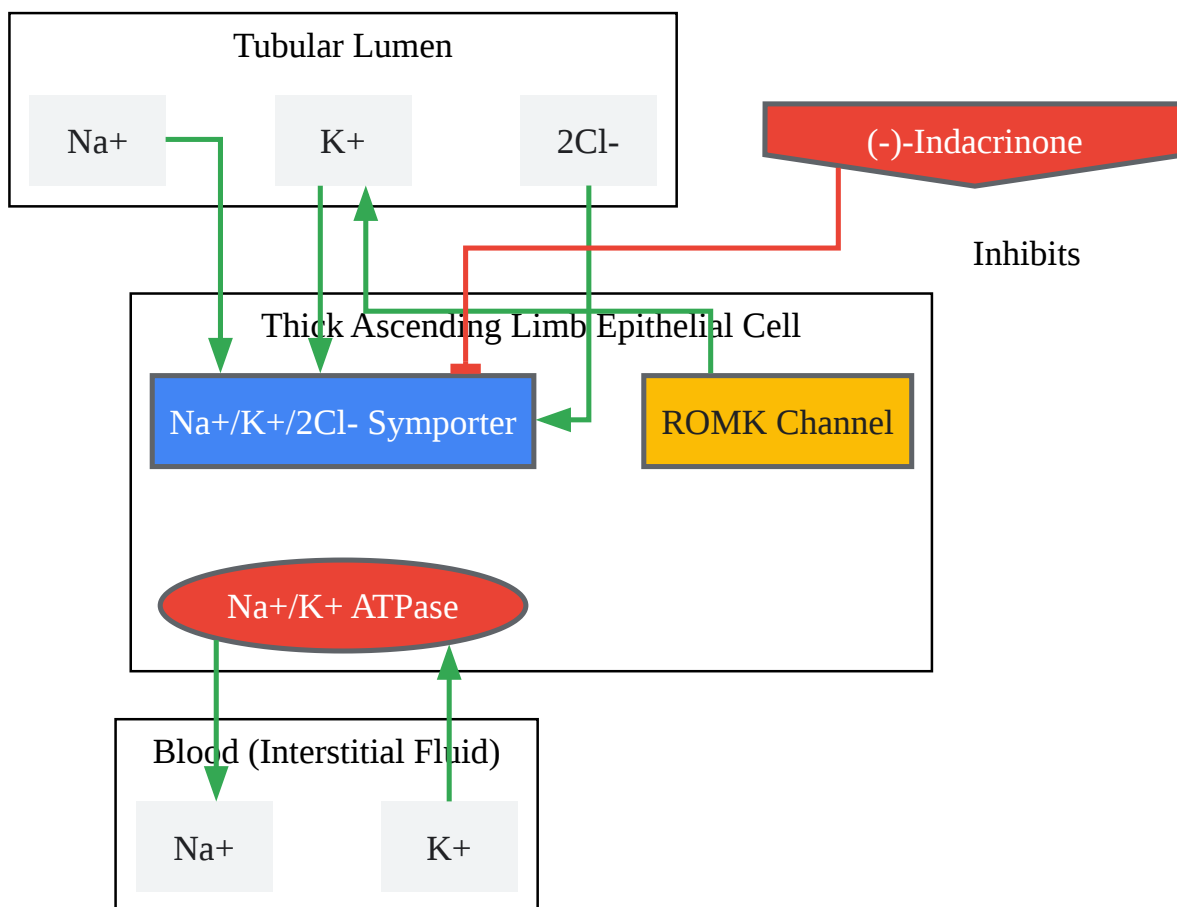 Tubular Lumen
Na+
K+
2Cl-
(-)-Indacrinone
Inhibits
Thick Ascending Limb Epithelial Cell
Na+/K+/2Cl- Symporter
ROMK Channel
Na+/K+ ATPase
Blood (Interstitial Fluid)
Na+
K+